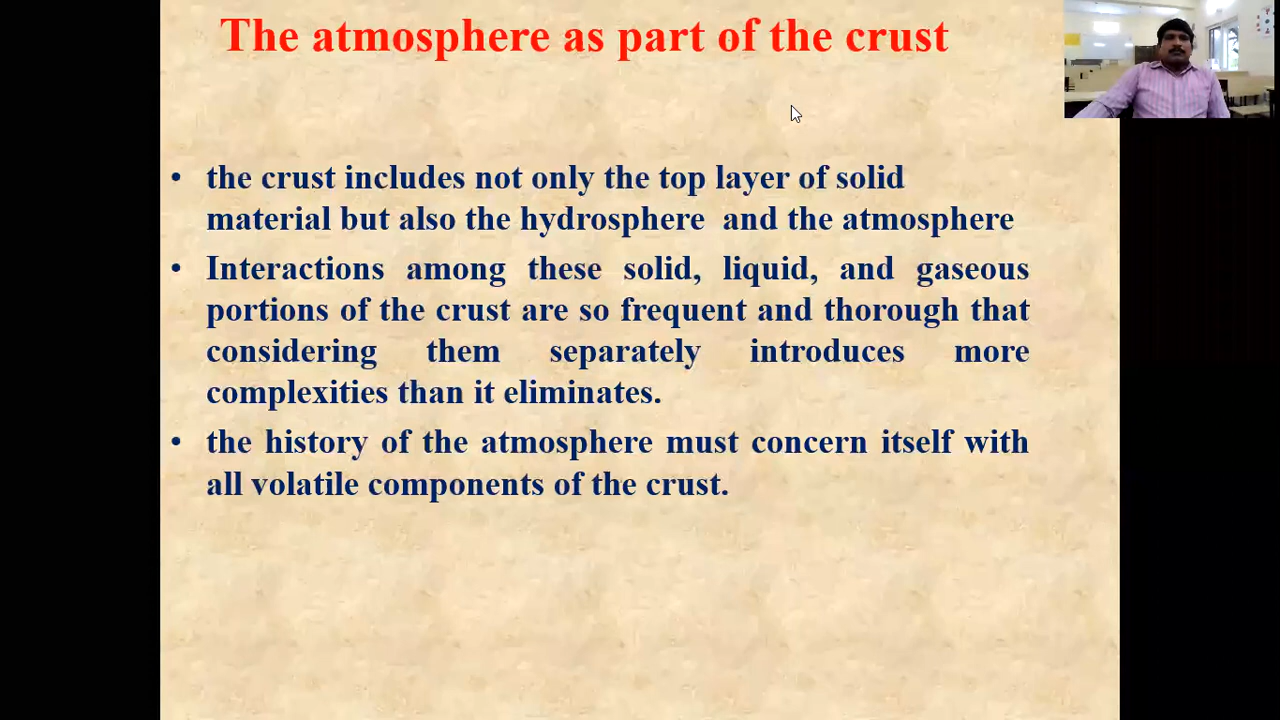 The atmosphere as part of the crust
• the crust includes not only the top layer of solid
material but also the hydrosphere and the atmosphere
• Interactions among these solid, liquid, and gaseous
portions of the crust are so frequent and thorough that
considering them separately introduces more
complexities than it eliminates.
• the history of the atmosphere must concern itself with
all volatile components of the crust.